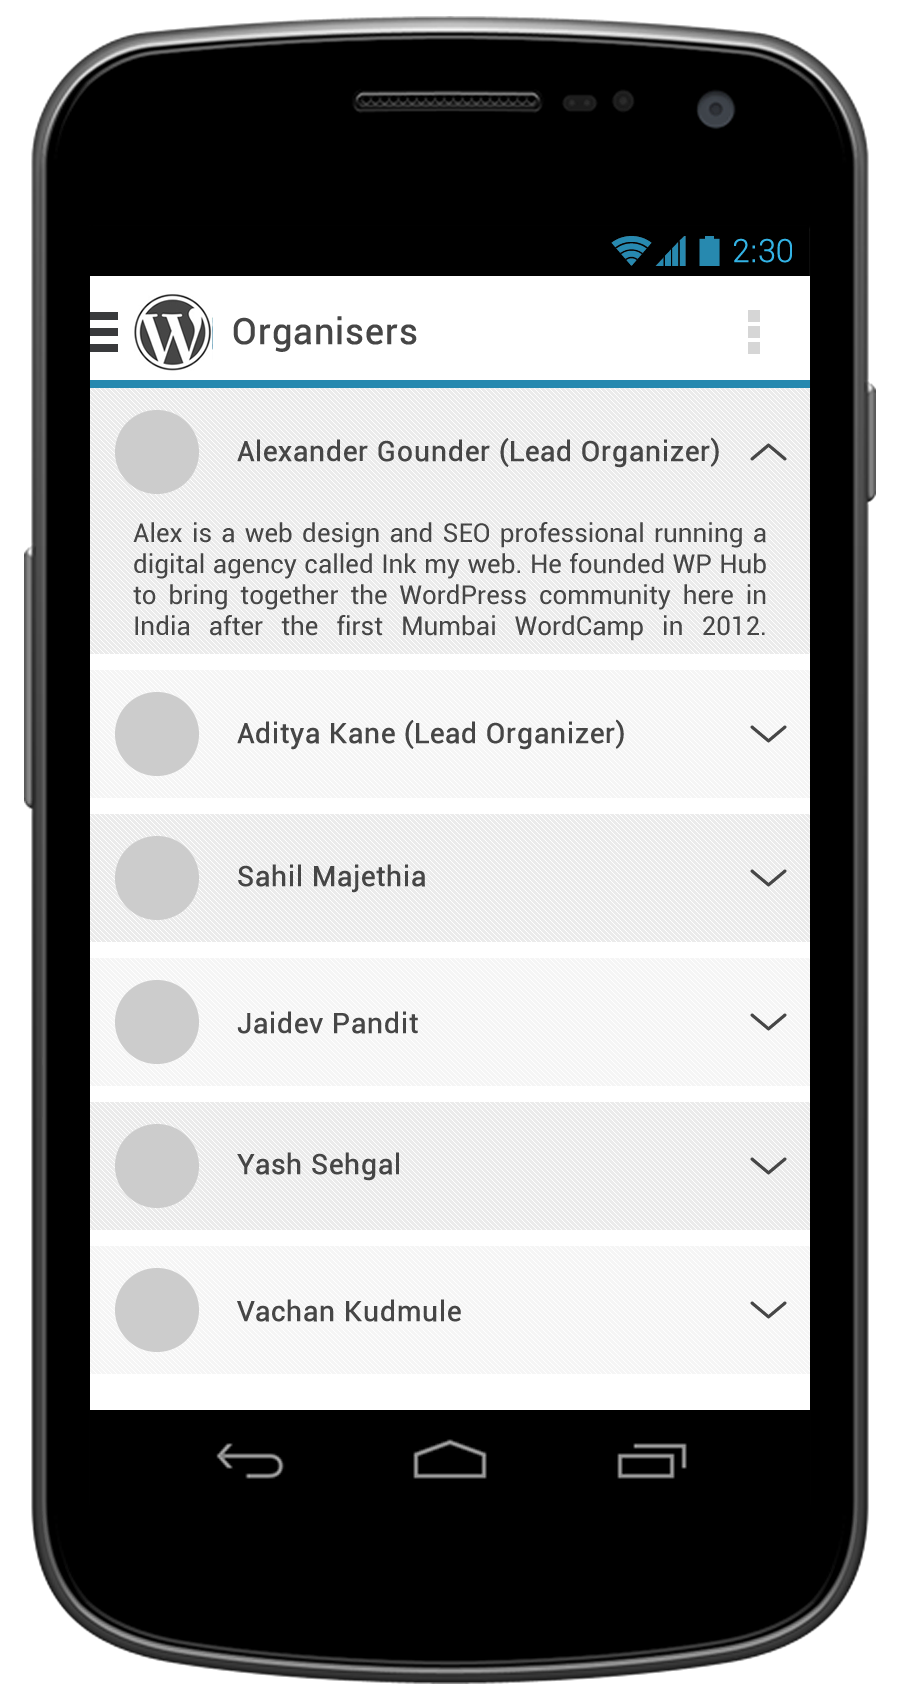 2:30
Organisers
Alexander Gounder (Lead Organizer)
Alex is a web design and SEO professional running a
digital agency called Ink my web. He founded WP Hub
to bring together the WordPress community here in
India after the first Mumbai WordCamp in 2012.
Aditya Kane (Lead Organizer)
Sahil Majethia
Jaidev Pandit
Yash Sehgal
Vachan Kudmule